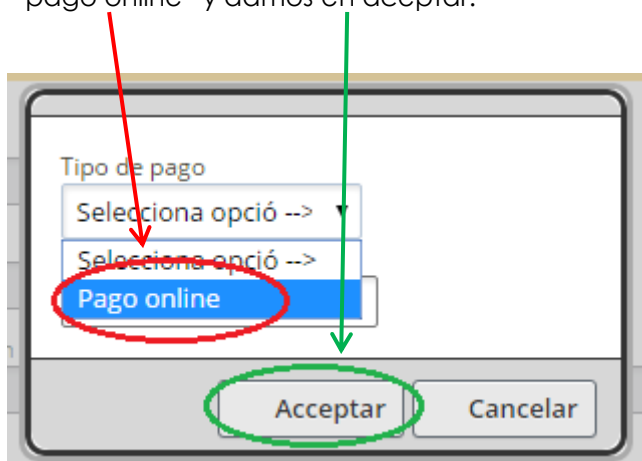 pago online" y damos en aceptar.
Tipo de pago
Selecciona opció --> ▼
Selecciona opció -->
Pago online
Acceptar Cancelar